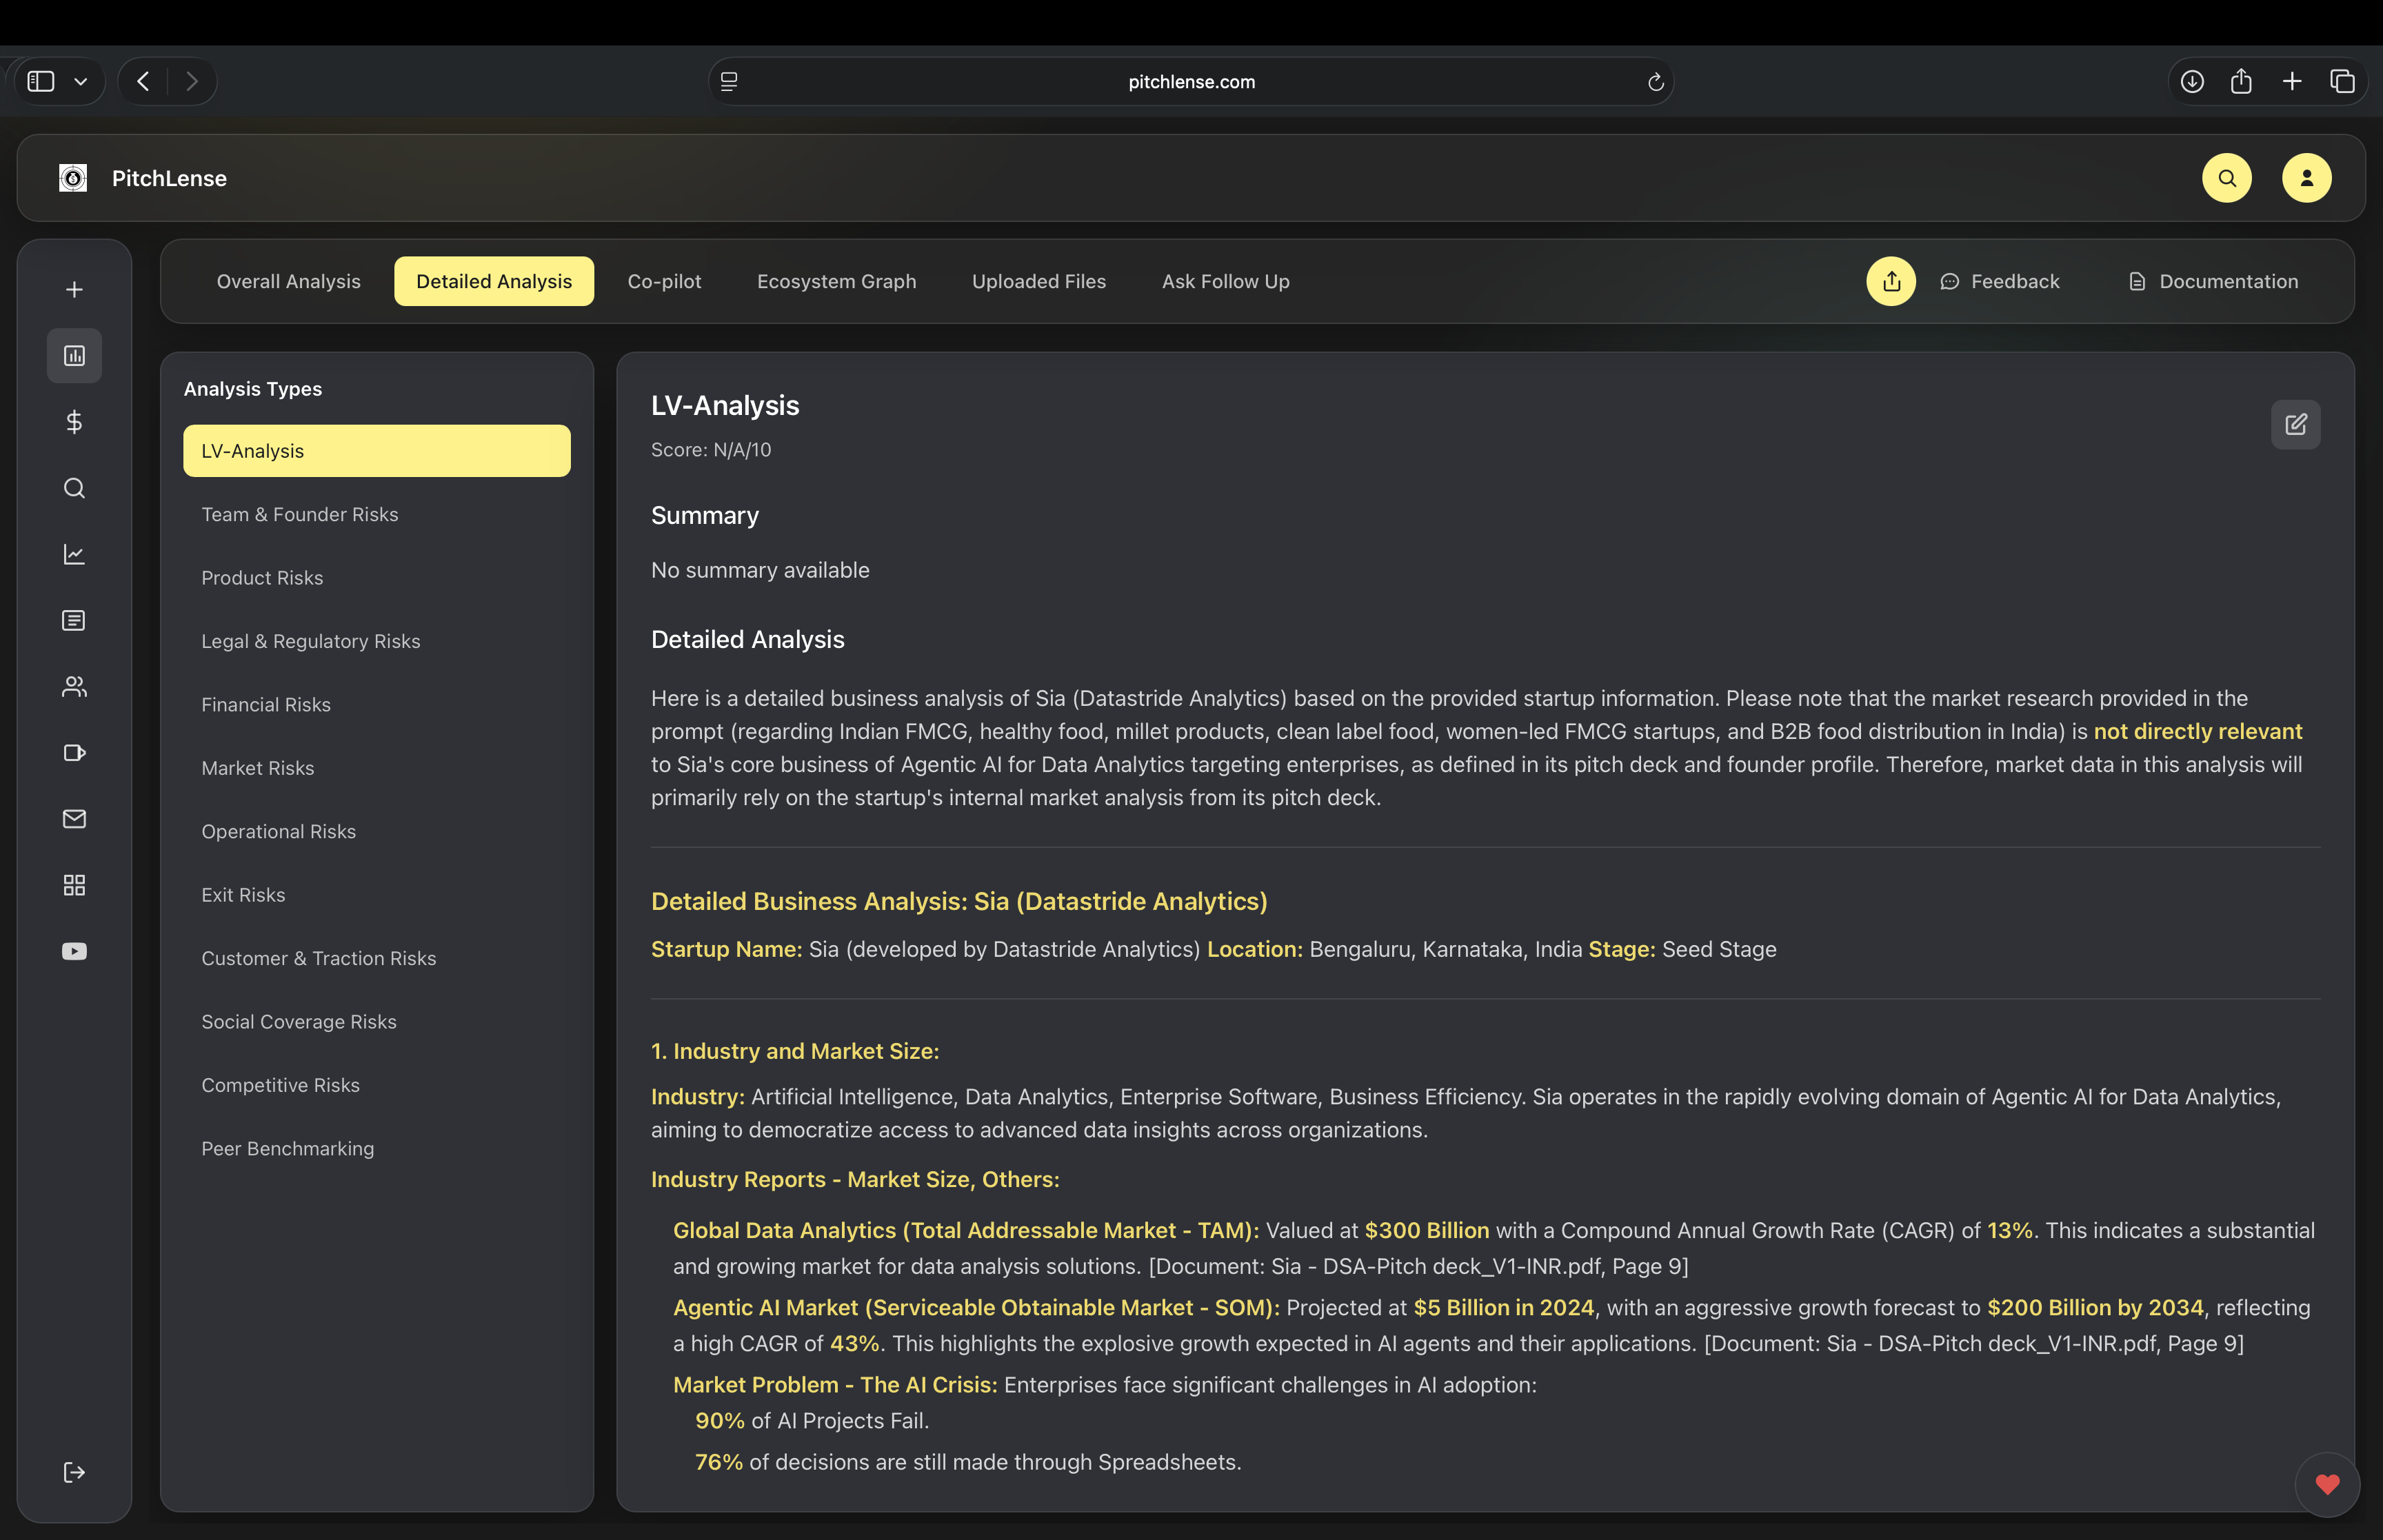 pitchlense.com
PitchLense
Overall Analysis
Detailed Analysis
Co-pilot
Ecosystem Graph
Uploaded Files
Ask Follow Up
Feedback
Documentation
Analysis Types
LV-Analysis
Team & Founder Risks
Product Risks
Legal & Regulatory Risks
Financial Risks
Market Risks
Operational Risks
Exit Risks
Customer & Traction Risks
Social Coverage Risks
Competitive Risks
Peer Benchmarking
LV-Analysis
Score: N/A/10
Summary
No summary available
Detailed Analysis
Here is a detailed business analysis of Sia (Datastride Analytics) based on the provided startup information. Please note that the market research provided in the
prompt (regarding Indian FMCG, healthy food, millet products, clean label food, women-led FMCG startups, and B2B food distribution in India) is not directly relevant
to Sia's core business of Agentic AI for Data Analytics targeting enterprises, as defined in its pitch deck and founder profile. Therefore, market data in this analysis will
primarily rely on the startup's internal market analysis from its pitch deck.
Detailed Business Analysis: Sia (Datastride Analytics)
Startup Name: Sia (developed by Datastride Analytics) Location: Bengaluru, Karnataka, India Stage: Seed Stage
1. Industry and Market Size:
Industry: Artificial Intelligence, Data Analytics, Enterprise Software, Business Efficiency. Sia operates in the rapidly evolving domain of Agentic AI for Data Analytics,
aiming to democratize access to advanced data insights across organizations.
Industry Reports - Market Size, Others:
Global Data Analytics (Total Addressable Market - TAM): Valued at $300 Billion with a Compound Annual Growth Rate (CAGR) of 13%. This indicates a substantial
and growing market for data analysis solutions. [Document: Sia - DSA-Pitch deck_V1-INR.pdf, Page 9]
Agentic AI Market (Serviceable Obtainable Market - SOM): Projected at $5 Billion in 2024, with an aggressive growth forecast to $200 Billion by 2034, reflecting
a high CAGR of 43%. This highlights the explosive growth expected in AI agents and their applications. [Document: Sia - DSA-Pitch deck_V1-INR.pdf, Page 9]
Market Problem - The AI Crisis: Enterprises face significant challenges in AI adoption:
90% of AI Projects Fail.
76% of decisions are still made through Spreadsheets.